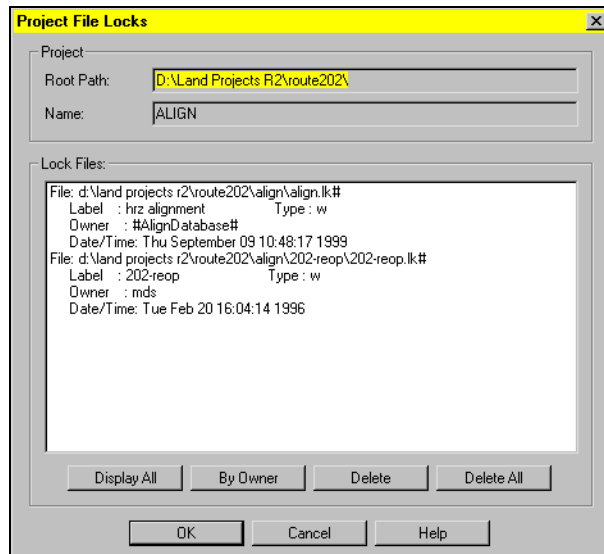 Project File Locks
Project
Root Path: D:\Land Projects R2\route202\
Name: ALIGN
Lock Files:
File: d:\land projects r2\route202\align\align.lk#
Label : hrz alignment Type : w
Owner : #AlignDatabase#
Date/Time: Thu September 09 10:48:17 1999
File: d:\land projects r2\route202\align\202-reop\202-reop.lk#
Label : 202-reop Type : w
Owner : mds
Date/Time: Tue Feb 20 16:04:14 1996
Display All By Owner Delete Delete All
OK Cancel Help